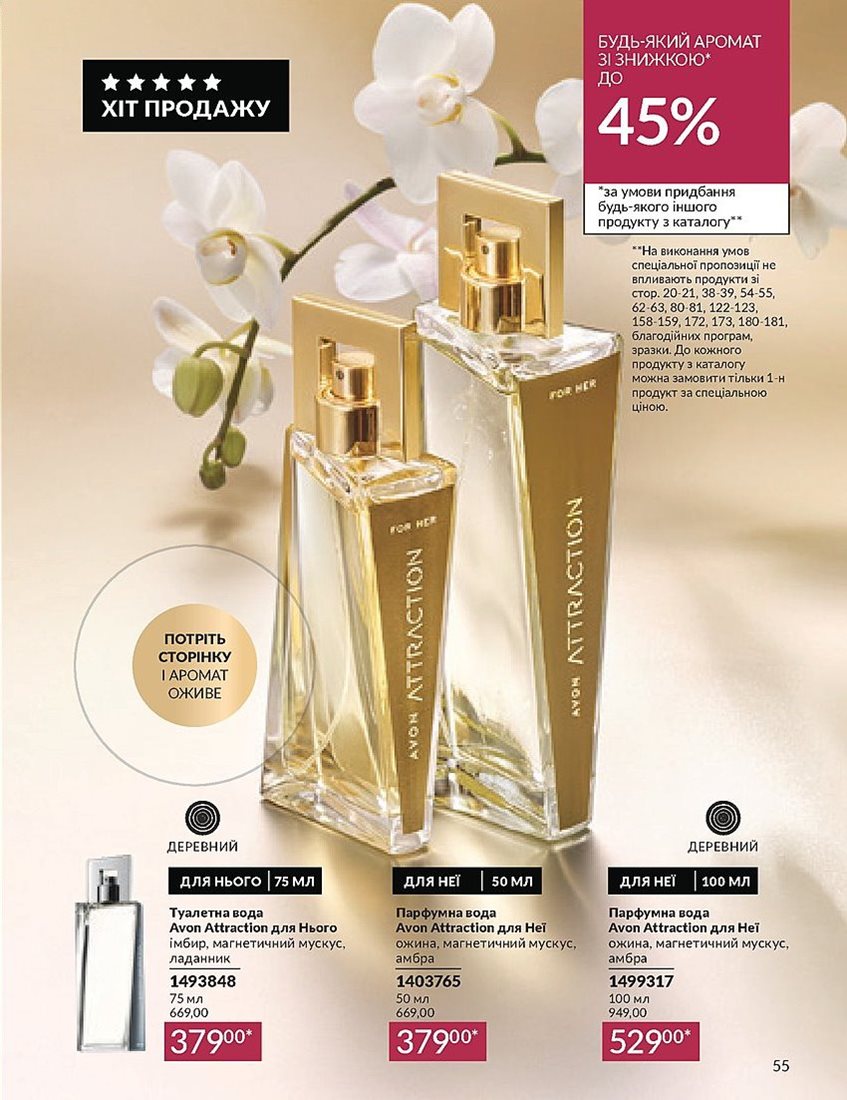 ХІТ ПРОДАЖУ
БУДЬ-ЯКИЙ АРОМАТ
ЗІ ЗНИЖКОЮ*
ДО
45%
*за умови придбання
будь-якого іншого
продукту з каталогу**
**На виконання умов
спеціальної пропозиції не
впливають продукти зі
стор. 20-21, 38-39, 54-55,
62-63, 80-81, 122-123,
158-159, 172, 173, 180-181,
благодійних програм,
зразки. До кожного
продукту з каталогу
можна замовити тільки 1-н
продукт за спеціальною
ціною.
FOR HER
AVON ATTRACTION
FOR HER
AVON ATTRACTION
ПОТРІТЬ
СТОРІНКУ
І АРОМАТ
ОЖИВЕ
ДЕРЕВНИЙ
ДЛЯ НЬОГО | 75 МЛ
Туалетна вода
Avon Attraction для Нього
імбир, магнетичний мускус,
ладанник
1493848
75 мл
669,00
37900*
ДЛЯ НЕЇ | 50 МЛ
Парфумна вода
Avon Attraction для Неї
ожина, магнетичний мускус,
амбра
1403765
50 мл
669,00
37900*
ДЕРЕВНИЙ
ДЛЯ НЕЇ | 100 МЛ
Парфумна вода
Avon Attraction для Неї
ожина, магнетичний мускус,
амбра
1499317
100 мл
949,00
52900*
55